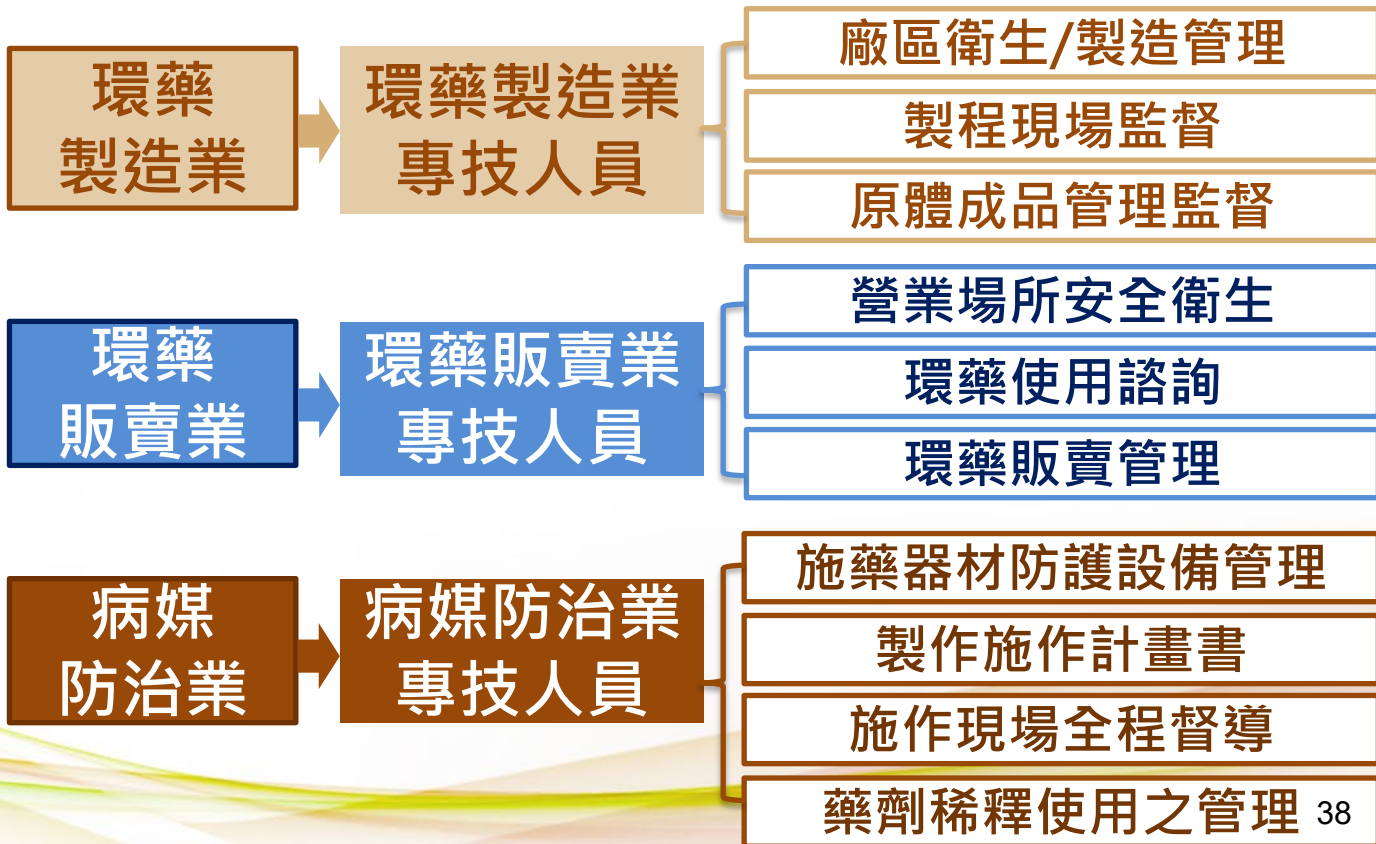 環藥
製造業
環藥製造業
專技人員
廠區衛生/製造管理
製程現場監督
原體成品管理監督
環藥
販賣業
環藥販賣業
專技人員
營業場所安全衛生
環藥使用諮詢
環藥販賣管理
病媒
防治業
病媒防治業
專技人員
施藥器材防護設備管理
製作施作計畫書
施作現場全程督導
藥劑稀釋使用之管理
38